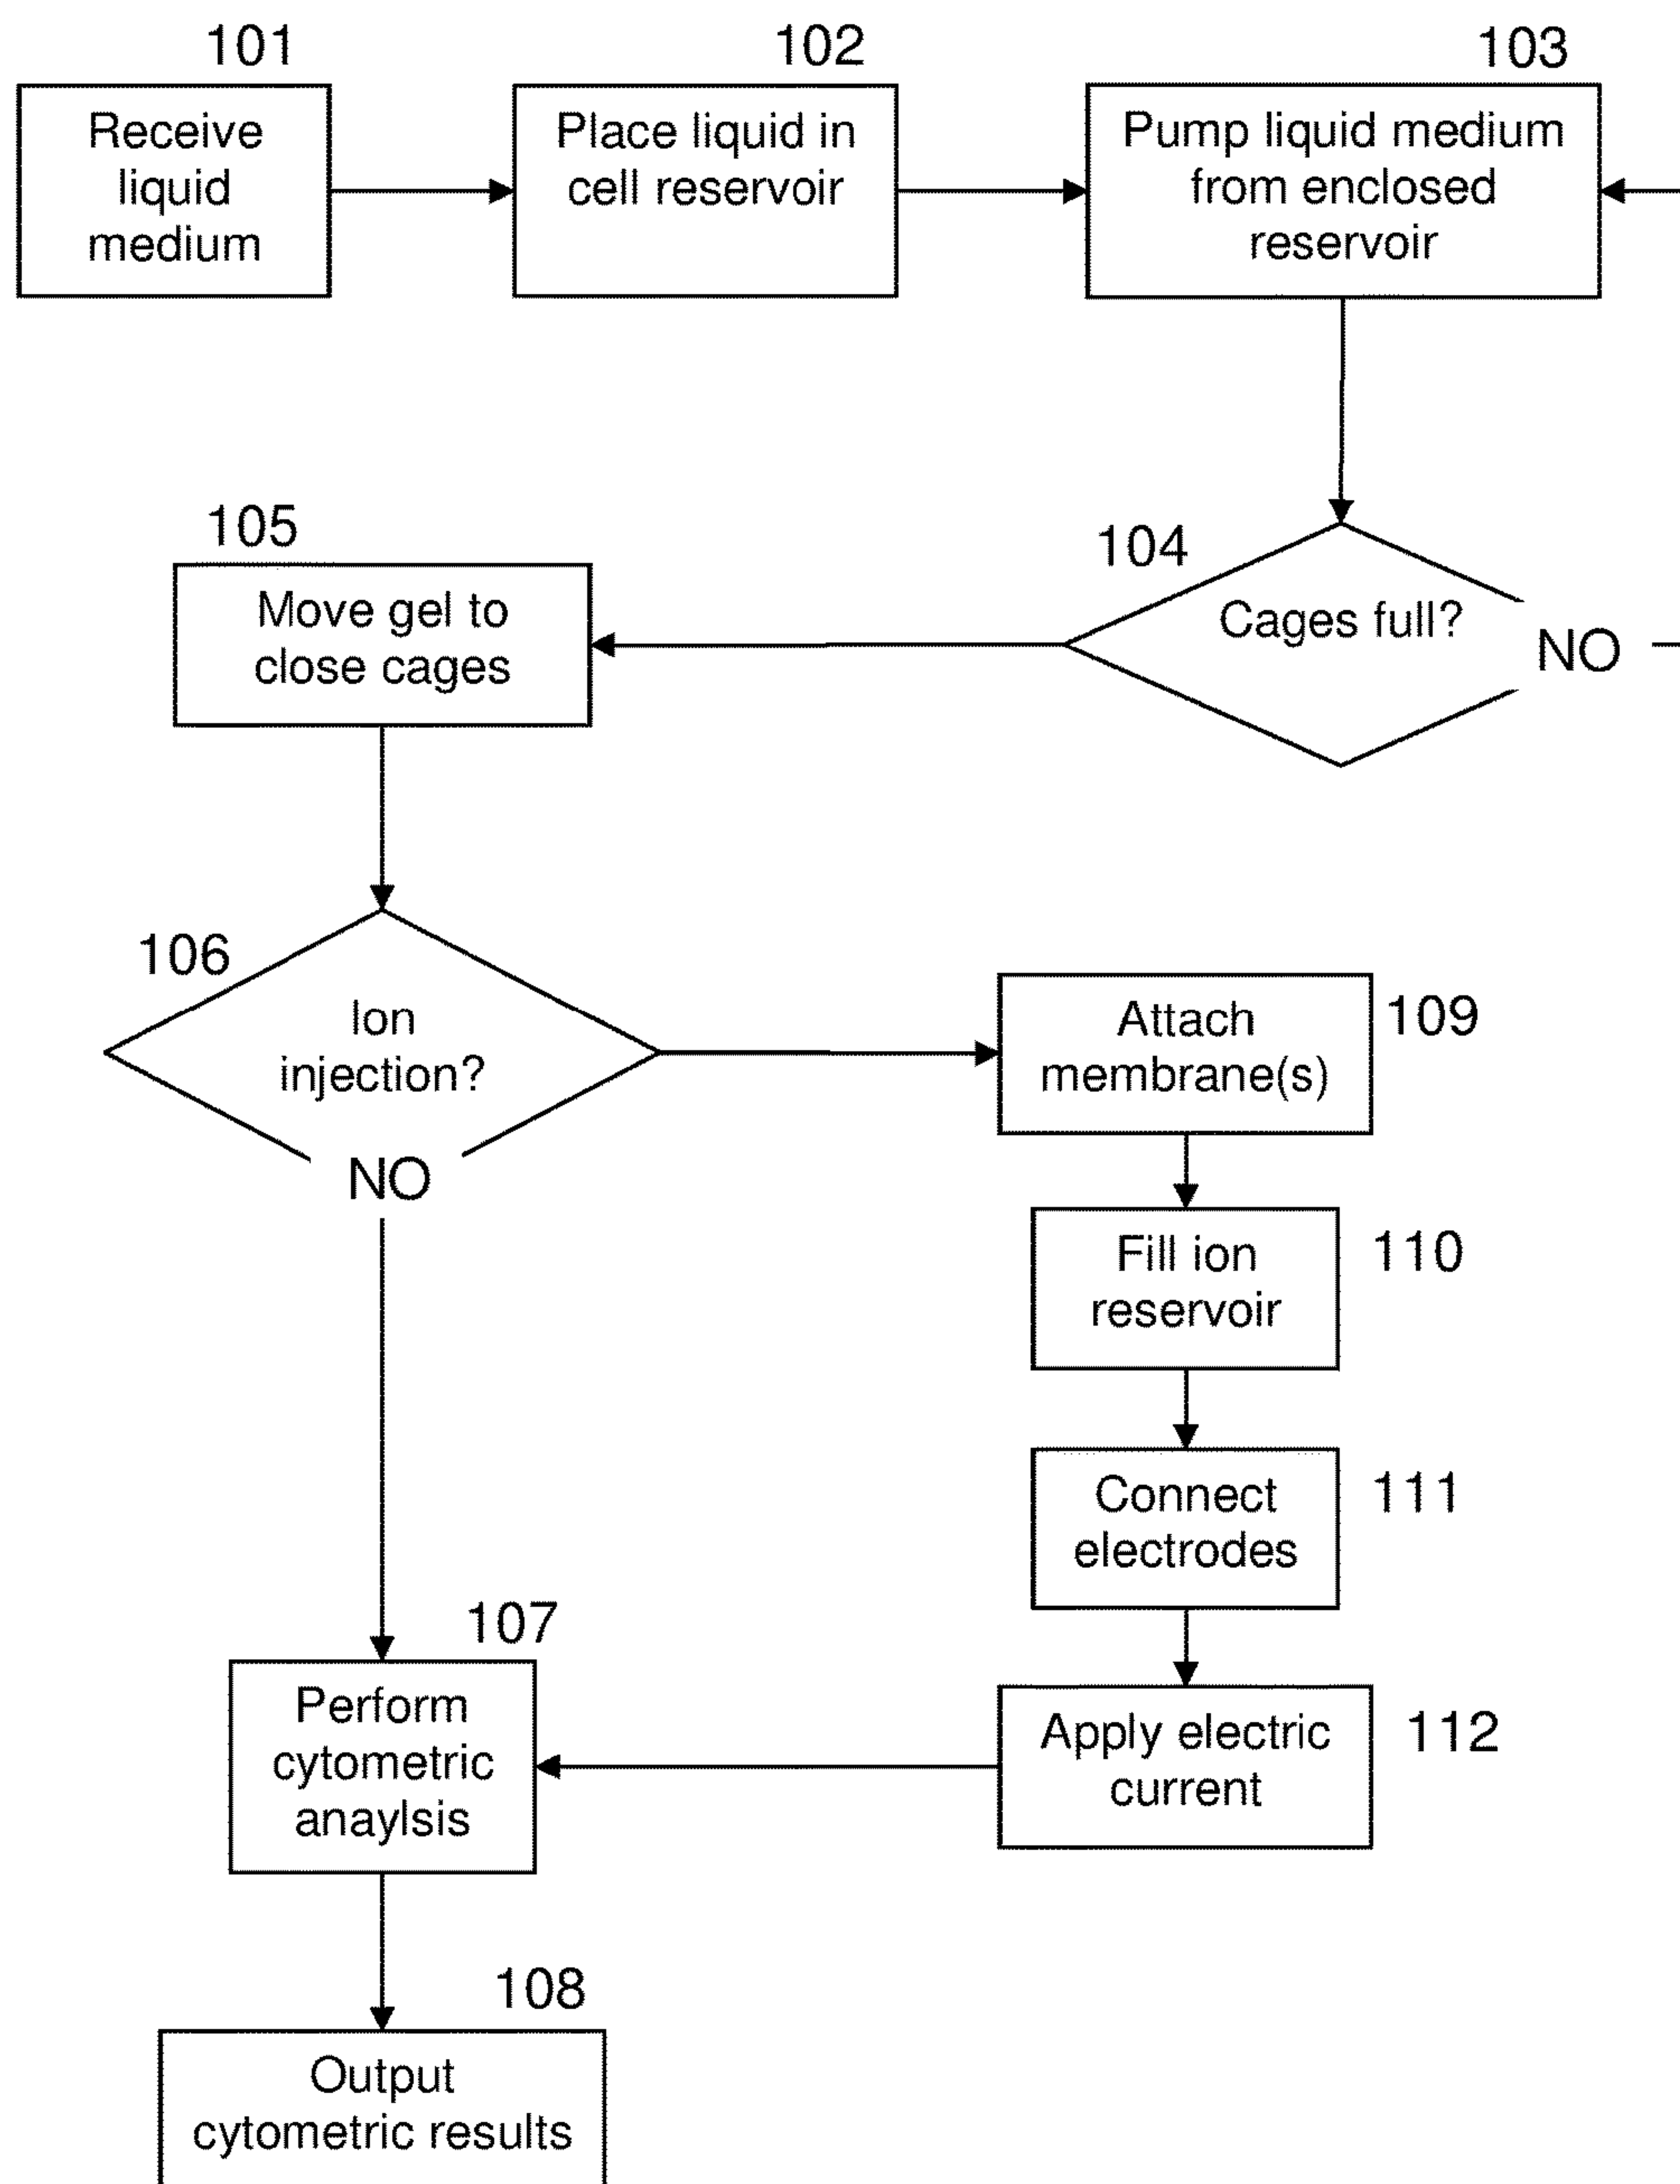 101
Receive
liquid
medium
102
Place liquid in
cell reservoir
103
Pump liquid medium
from enclosed
reservoir
104
Cages full?
NO
105
Move gel to
close cages
106
Ion
injection?
NO
109
Attach
membrane(s)
110
Fill ion
reservoir
111
Connect
electrodes
112
Apply electric
current
107
Perform
cytometric
anaylsis
108
Output
cytometric results